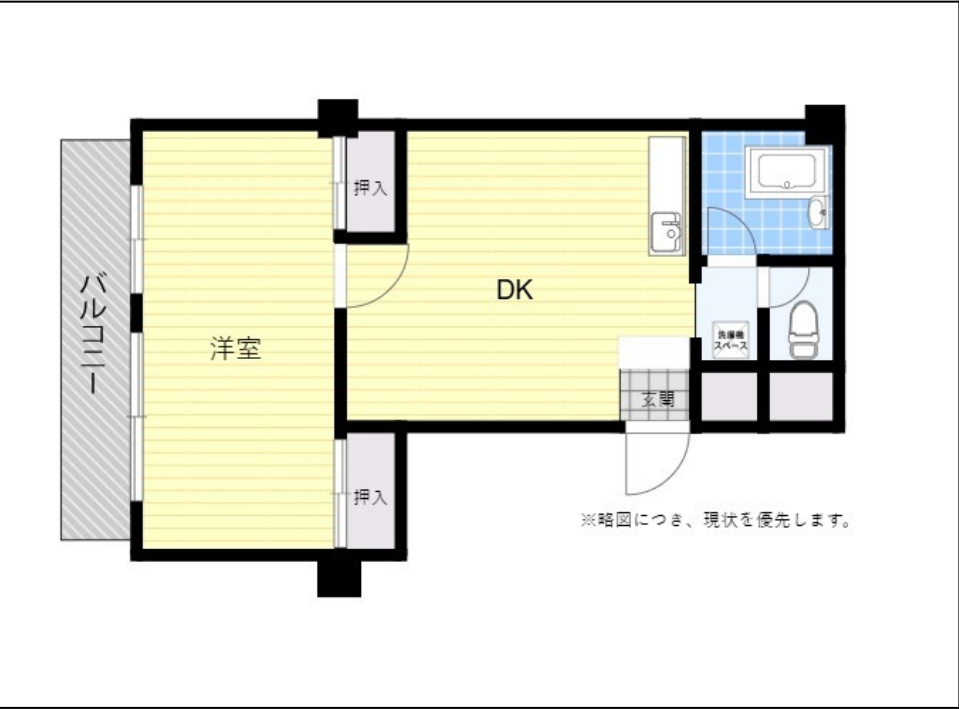 押入
DK
バルコニー
洋室
洗濯機
スペース
玄関
押入
※略図につき、現状を優先します。